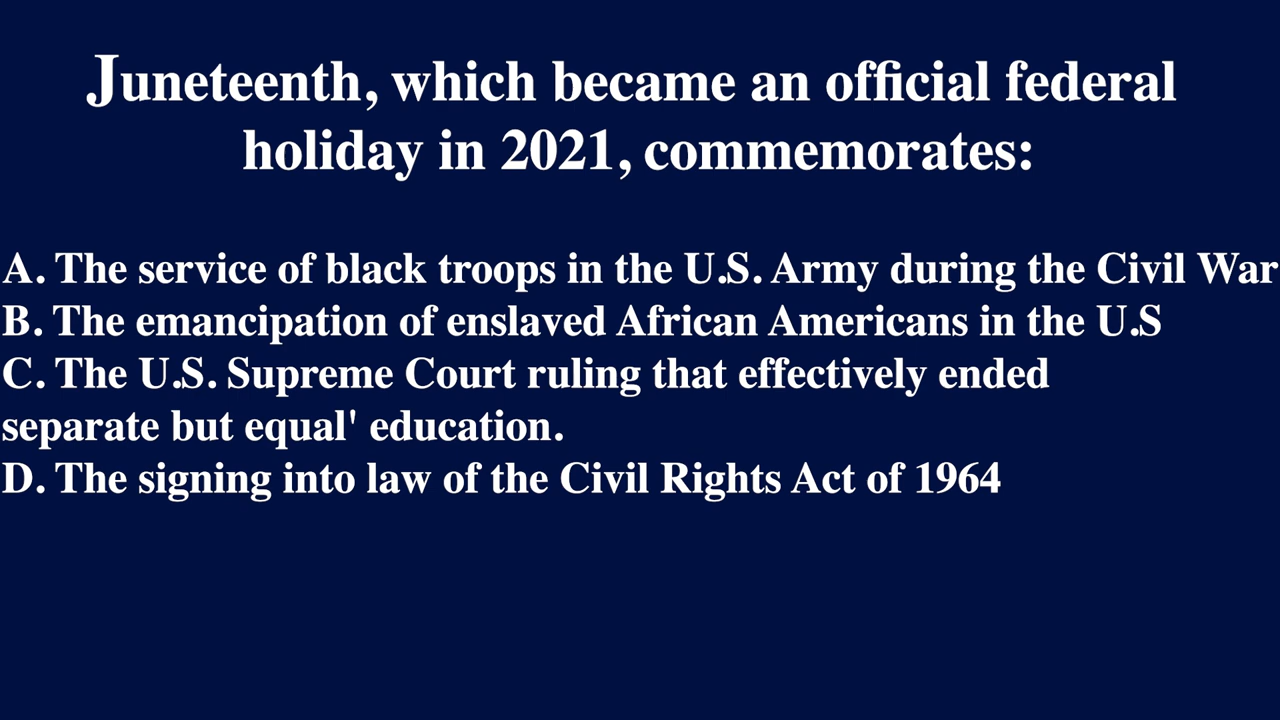 Juneteenth, which became an official federal
holiday in 2021, commemorates:
A. The service of black troops in the U.S. Army during the Civil War
B. The emancipation of enslaved African Americans in the U.S
C. The U.S. Supreme Court ruling that effectively ended
separate but equal' education.
D. The signing into law of the Civil Rights Act of 1964